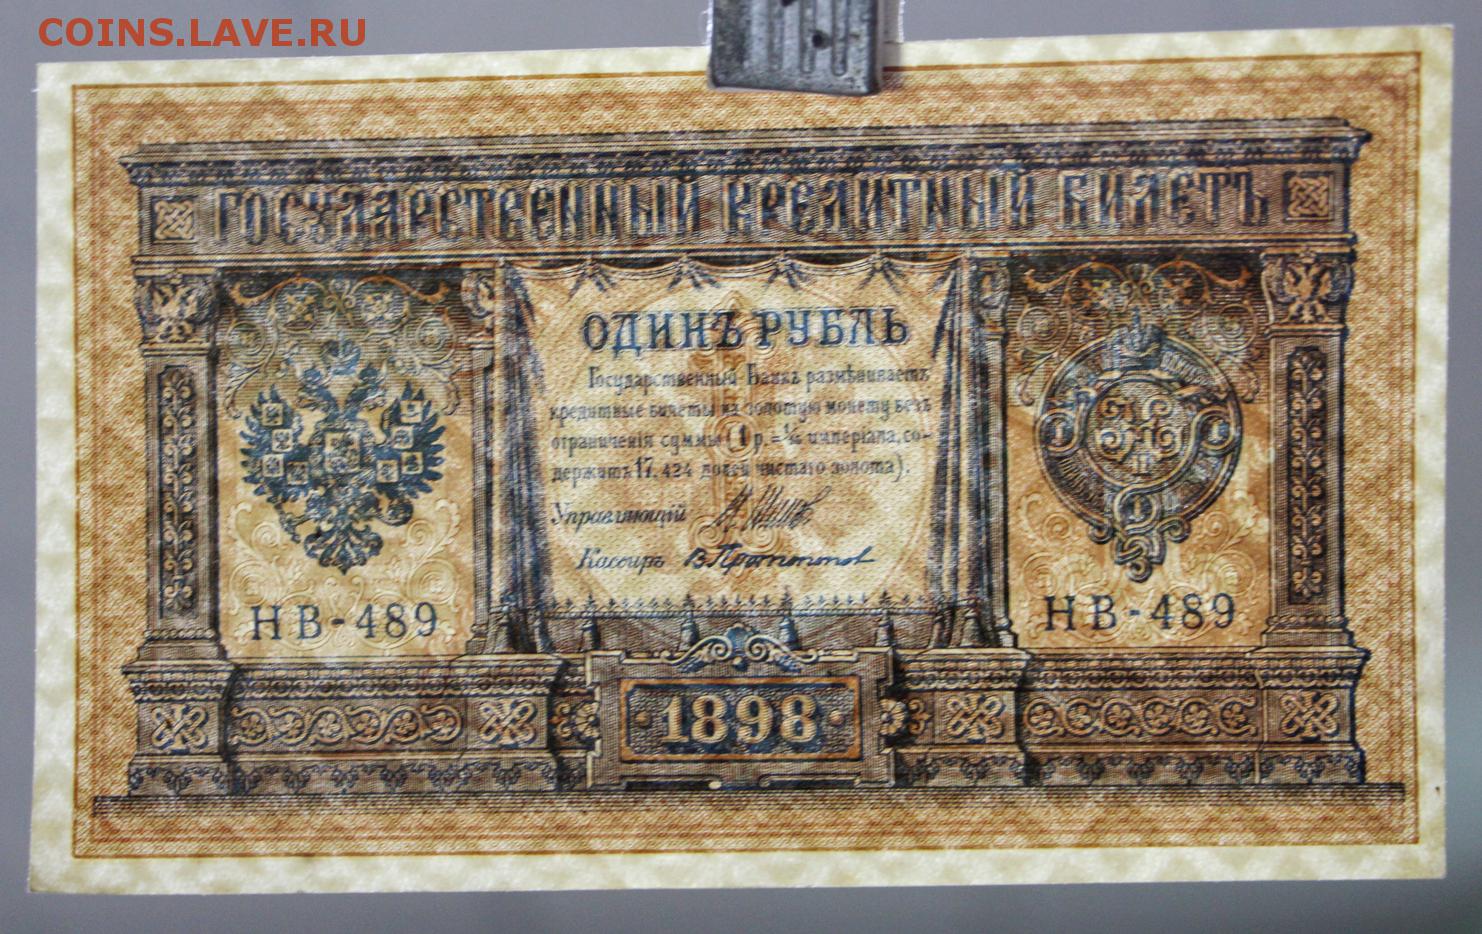 COINS.LAVE.RU
ГОСУДАРСТВЕННЫЙ КРЕДИТНЫЙ БИЛЕТЪ
ОДИНЪ РУБЛЬ
Государственный Банкъ размѣниваетъ
кредитные билеты на золотую монету безъ
ограниченія суммы (1 р. = 1/15 имперіала, со-
держитъ 17,424 долей чистаго золота).
Управляющій
Кассиръ В Протопопов
НВ-489
НВ-489
1898